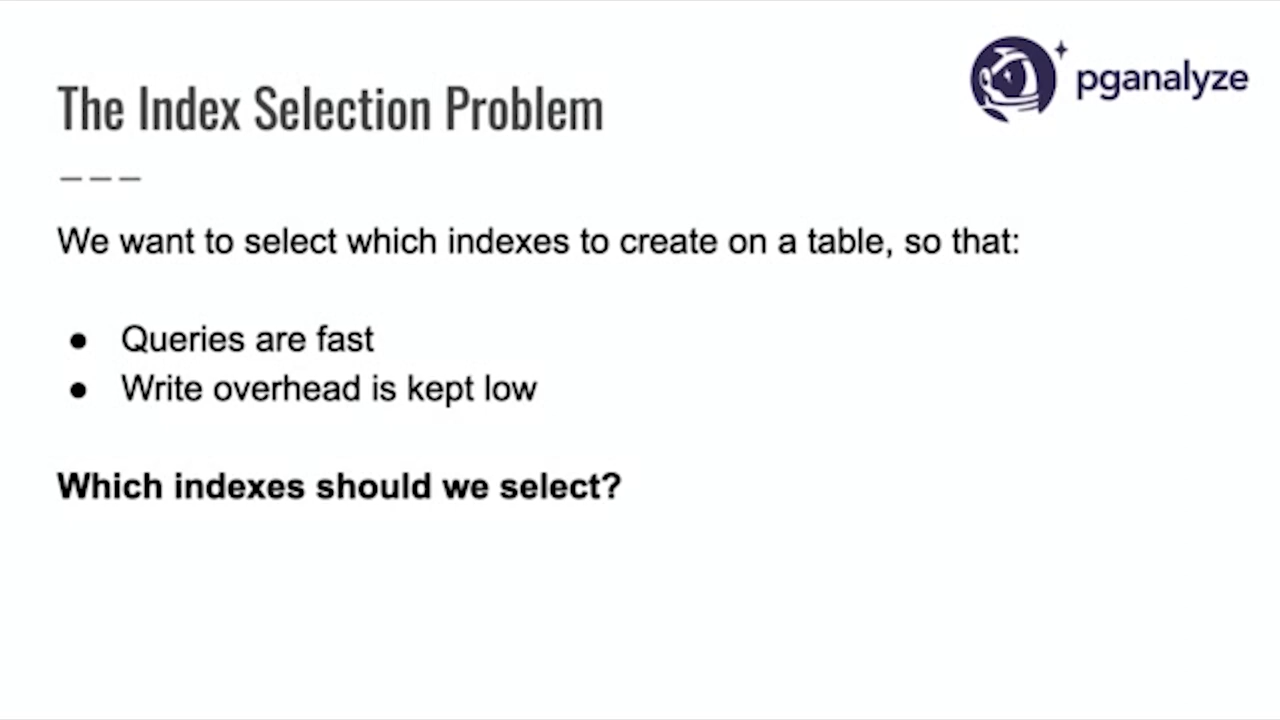 pganalyze
The Index Selection Problem
We want to select which indexes to create on a table, so that:
● Queries are fast
● Write overhead is kept low
Which indexes should we select?